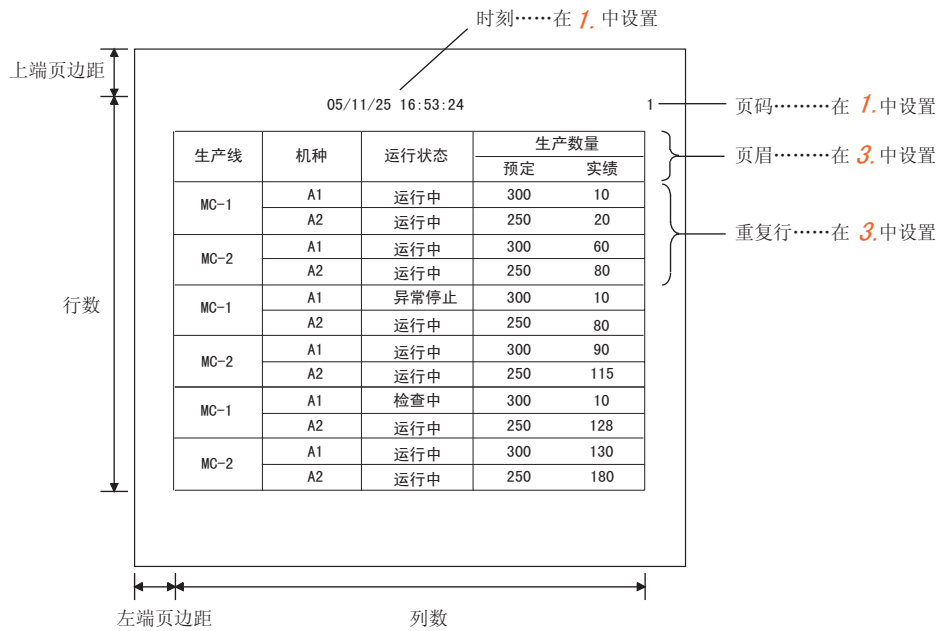 时刻……在 1. 中设置
上端页边距
05/11/25 16:53:24
1
页码………在 1.中设置
生产线 机种 运行状态 生产数量
预定 实绩
页眉………在 3.中设置
MC-1 A1 运行中 300 10
A2 运行中 250 20
重复行……在 3.中设置
MC-2 A1 运行中 300 60
A2 运行中 250 80
行数
MC-1 A1 异常停止 300 10
A2 运行中 250 80
MC-2 A1 运行中 300 90
A2 运行中 250 115
MC-1 A1 检查中 300 10
A2 运行中 250 128
MC-2 A1 运行中 300 130
A2 运行中 250 180
左端页边距
列数